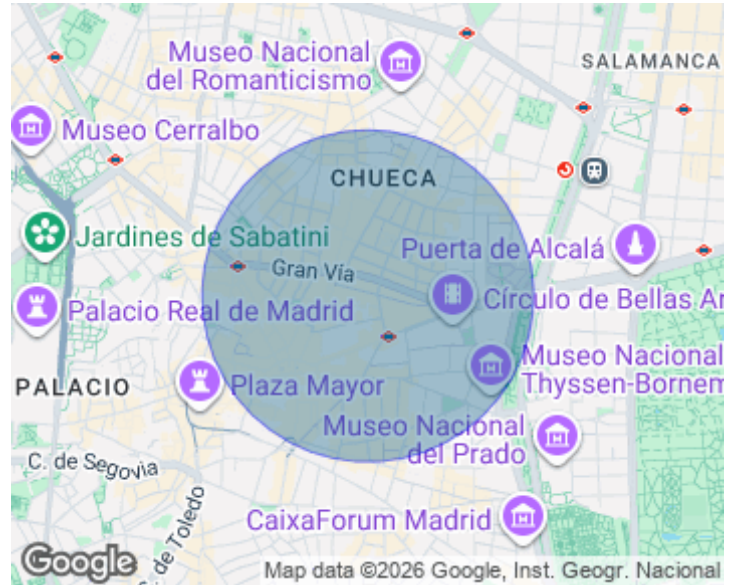 Museo Nacional
del Romanticismo
SALAMANCA
Museo Cerralbo
CHUECA
Jardines de Sabatini
Puerta de Alcalá
Gran Vía
Palacio Real de Madrid
Círculo de Bellas Ar
PALACIO
Plaza Mayor
Museo Nacional
Thyssen-Bornem
Museo Nacional
del Prado
C. de Segovia
C. de Toledo
CaixaForum Madrid
Google
Map data ©2026 Google, Inst. Geogr. Nacional